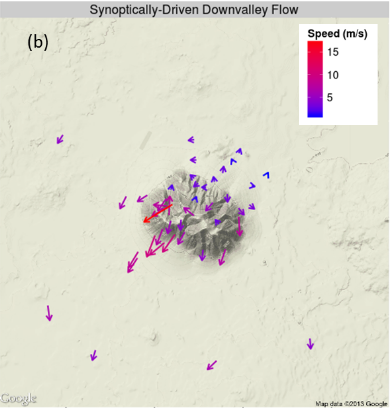 Synoptically-Driven Downvalley Flow
(b)
Speed (m/s)
15
10
5
Google
Map data ©2013 Google